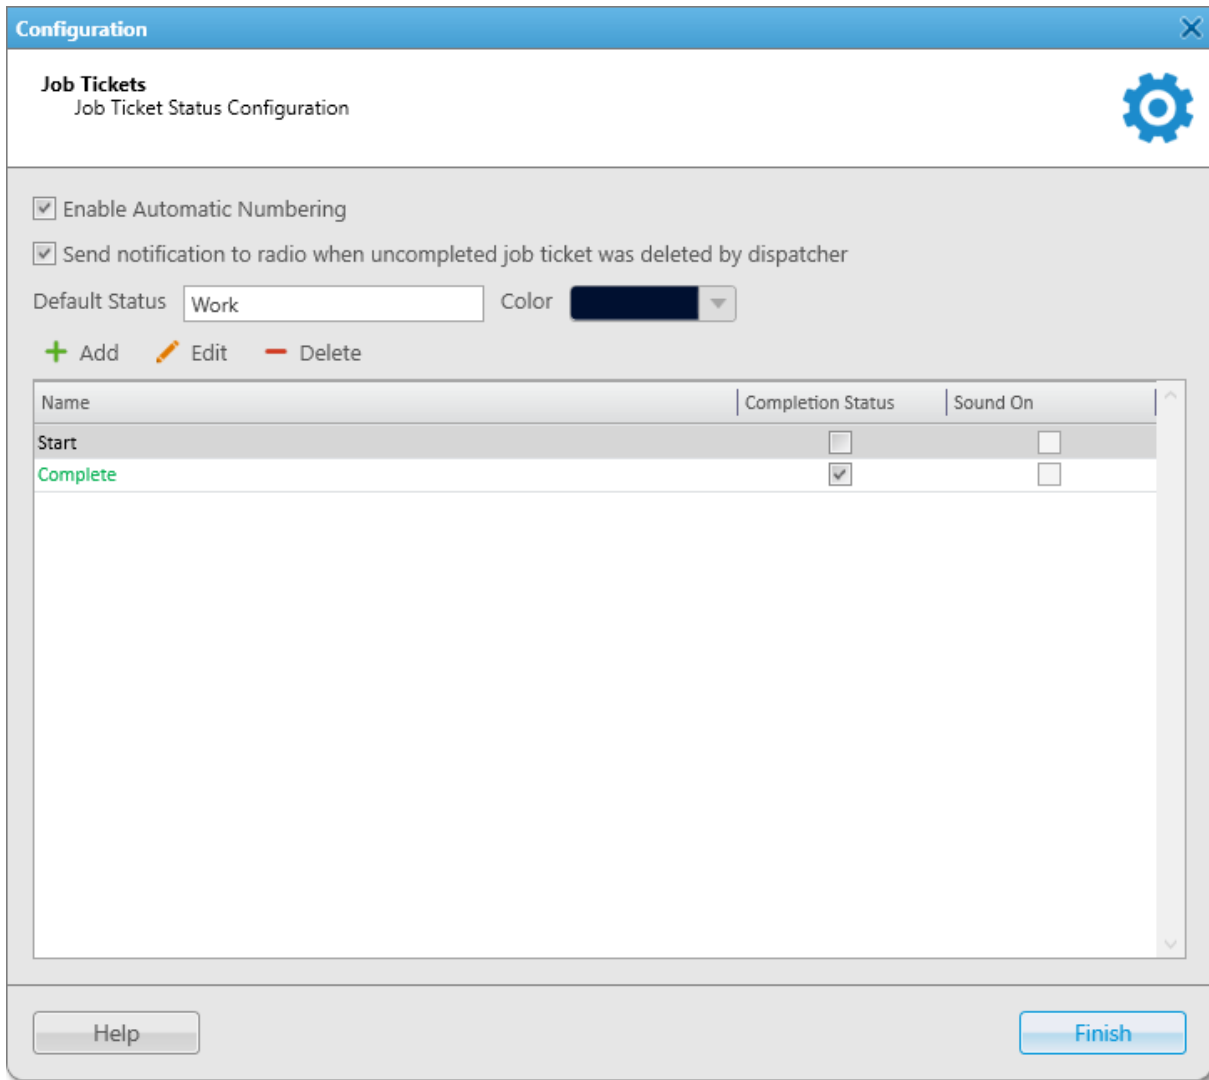 Configuration
Job Tickets
Job Ticket Status Configuration
Enable Automatic Numbering
Send notification to radio when uncompleted job ticket was deleted by dispatcher
Default Status Work Color
Add Edit Delete
Name Completion Status Sound On
Start
Complete
Help Finish